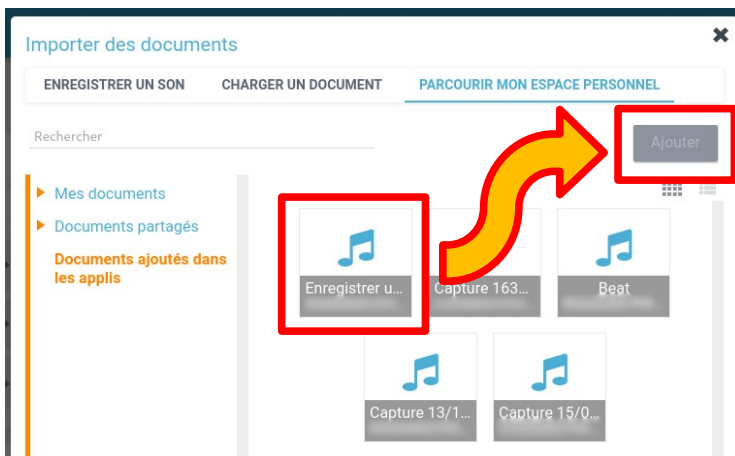 Importer des documents
ENREGISTRER UN SON CHARGER UN DOCUMENT PARCOURIR MON ESPACE PERSONNEL
Rechercher
Ajouter
Mes documents
Documents partagés
Documents ajoutés dans
les applis
Enregistrer u... Capture 163... Beat
Capture 13/1... Capture 15/0...